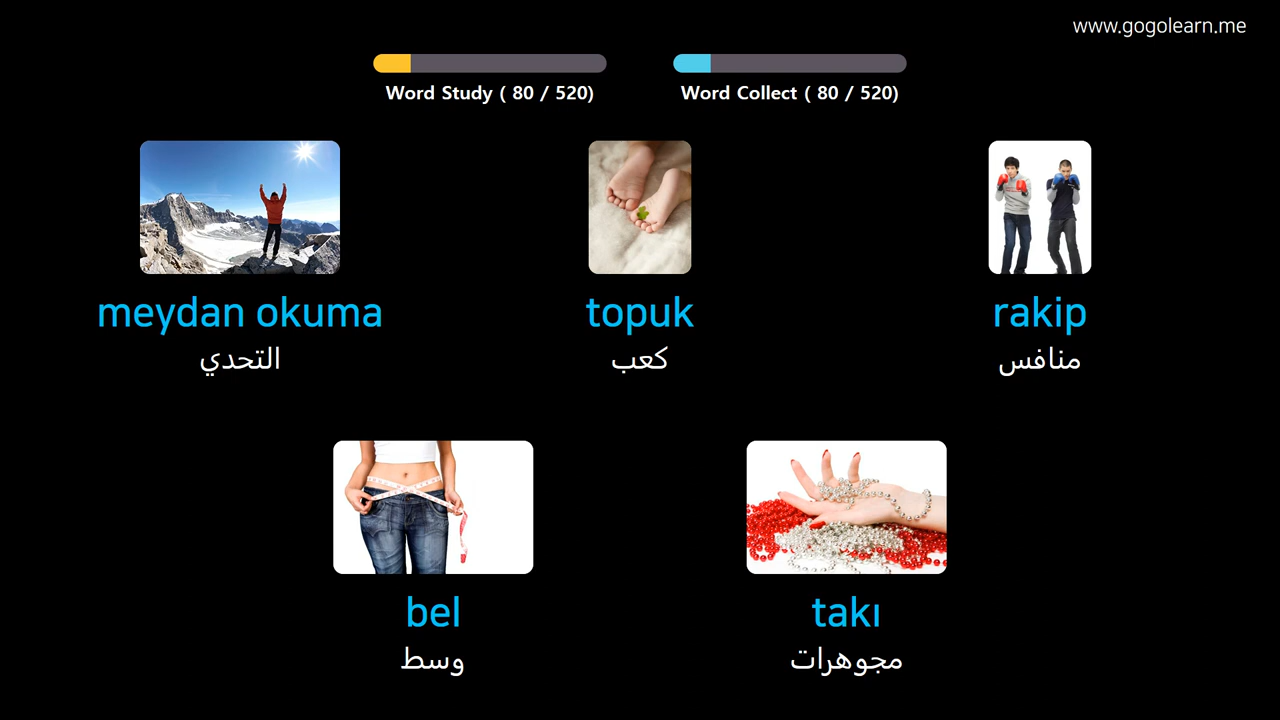 www.gogolearn.me
Word Study ( 80 / 520)
Word Collect ( 80 / 520)
meydan okuma
التحدي
topuk
كعب
rakip
منافس
bel
وسط
takı
مجوهرات